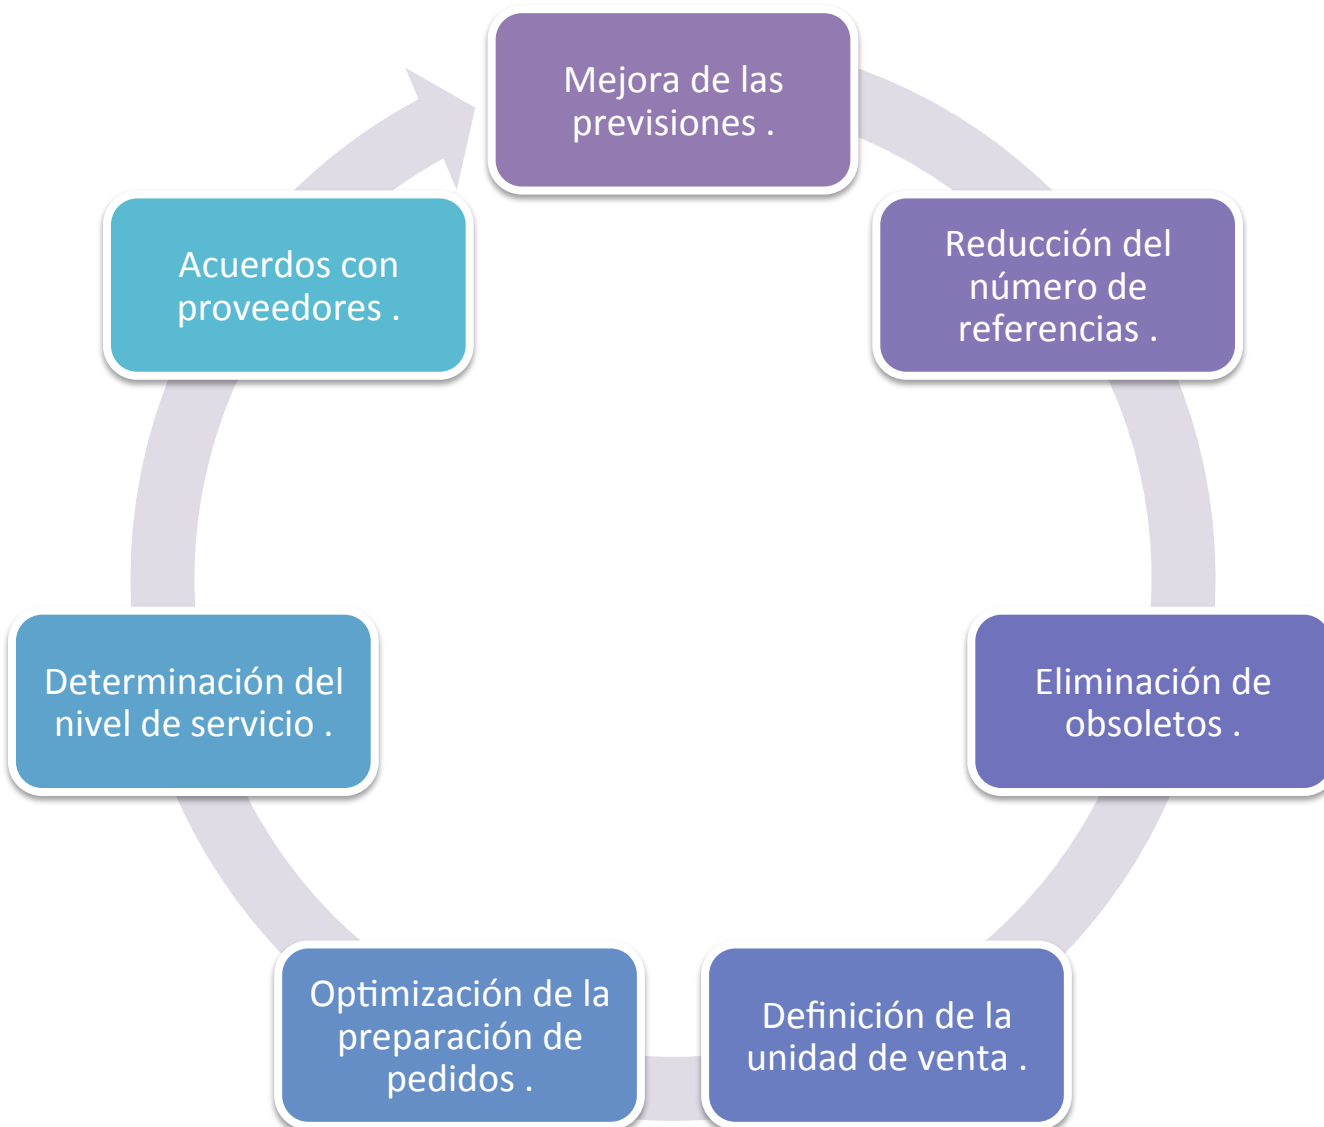 Mejora de las
previsiones .
Reducción del
número de
referencias .
Eliminación de
obsoletos .
Definición de la
unidad de venta .
Optimización de la
preparación de
pedidos .
Determinación del
nivel de servicio .
Acuerdos con
proveedores .